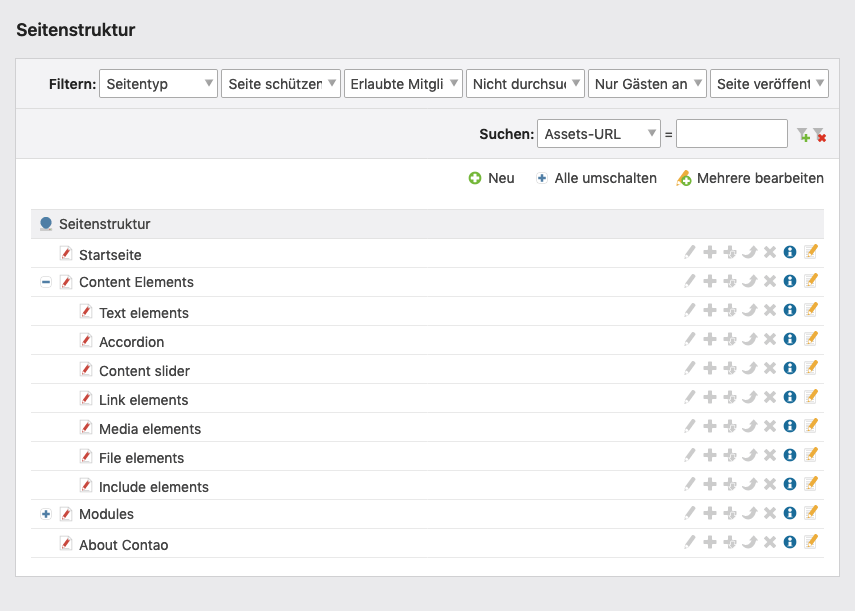 Seitenstruktur
Filtern: Seitentyp Seite schützen Erlaubte Mitgli Nicht durchsu Nur Gästen an Seite veröffent
Suchen: Assets-URL =
Neu Alle umschalten Mehrere bearbeiten
Seitenstruktur
Startseite
Content Elements
Text elements
Accordion
Content slider
Link elements
Media elements
File elements
Include elements
Modules
About Contao